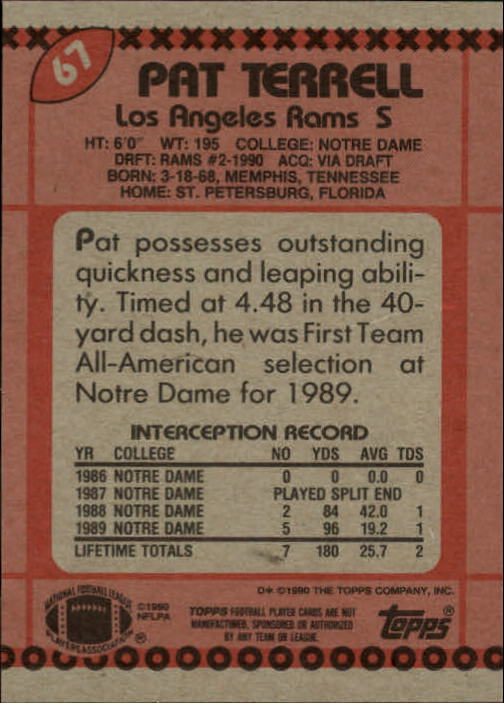 67
PAT TERRELL
Los Angeles Rams S
HT: 6'0" WT: 195 COLLEGE: NOTRE DAME
DRFT: RAMS #2-1990 ACQ: VIA DRAFT
BORN: 3-18-68, MEMPHIS, TENNESSEE
HOME: ST. PETERSBURG, FLORIDA
Pat possesses outstanding
quickness and leaping abili-
ty. Timed at 4.48 in the 40-
yard dash, he was First Team
All-American selection at
Notre Dame for 1989.
INTERCEPTION RECORD
YR COLLEGE NO YDS AVG TDS
1986 NOTRE DAME 0 0 0.0 0
1987 NOTRE DAME PLAYED SPLIT END
1988 NOTRE DAME 2 84 42.0 1
1989 NOTRE DAME 5 96 19.2 1
LIFETIME TOTALS 7 180 25.7 2
D* ©1990 THE TOPPS COMPANY, INC.
NATIONAL FOOTBALL LEAGUE
PLAYERS ASSOCIATION ®
©1990
NFLPA
TOPPS FOOTBALL PLAYER CARDS ARE NOT
MANUFACTURED, SPONSORED OR AUTHORIZED
BY ANY TEAM OR LEAGUE.
topps®